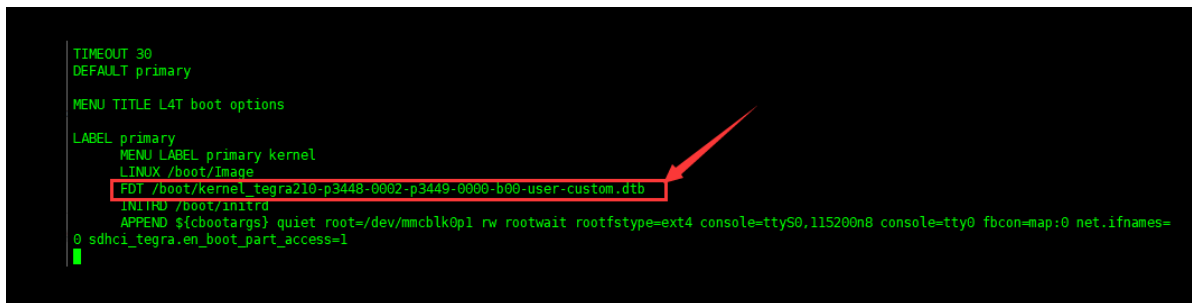 TIMEOUT 30
DEFAULT primary
MENU TITLE L4T boot options
LABEL primary
MENU LABEL primary kernel
LINUX /boot/Image
FDT /boot/kernel_tegra210-p3448-0002-p3449-0000-b00-user-custom.dtb
INITRD /boot/initrd
APPEND ${cbootargs} quiet root=/dev/mmcblk0p1 rw rootwait rootfstype=ext4 console=ttyS0,115200n8 console=tty0 fbcon=map:0 net.ifnames=
0 sdhci_tegra.en_boot_part_access=1